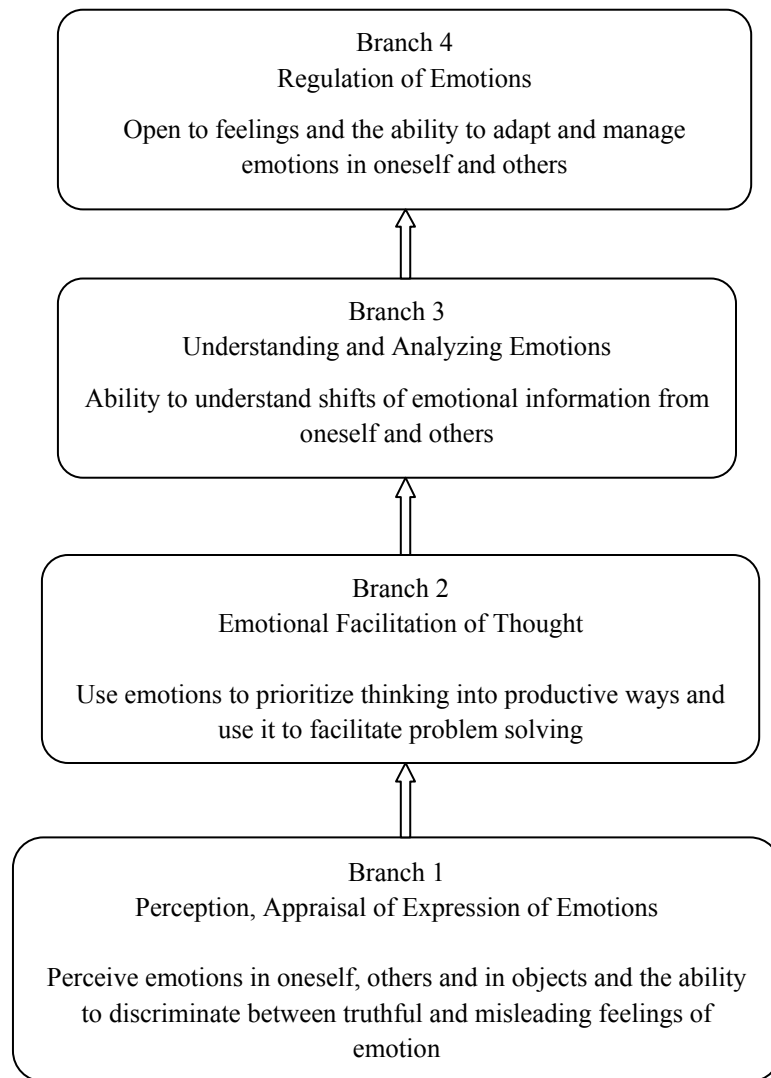 Branch 4
Regulation of Emotions
Open to feelings and the ability to adapt and manage
emotions in oneself and others
Branch 3
Understanding and Analyzing Emotions
Ability to understand shifts of emotional information from
oneself and others
Branch 2
Emotional Facilitation of Thought
Use emotions to prioritize thinking into productive ways and
use it to facilitate problem solving
Branch 1
Perception, Appraisal of Expression of Emotions
Perceive emotions in oneself, others and in objects and the ability
to discriminate between truthful and misleading feelings of
emotion